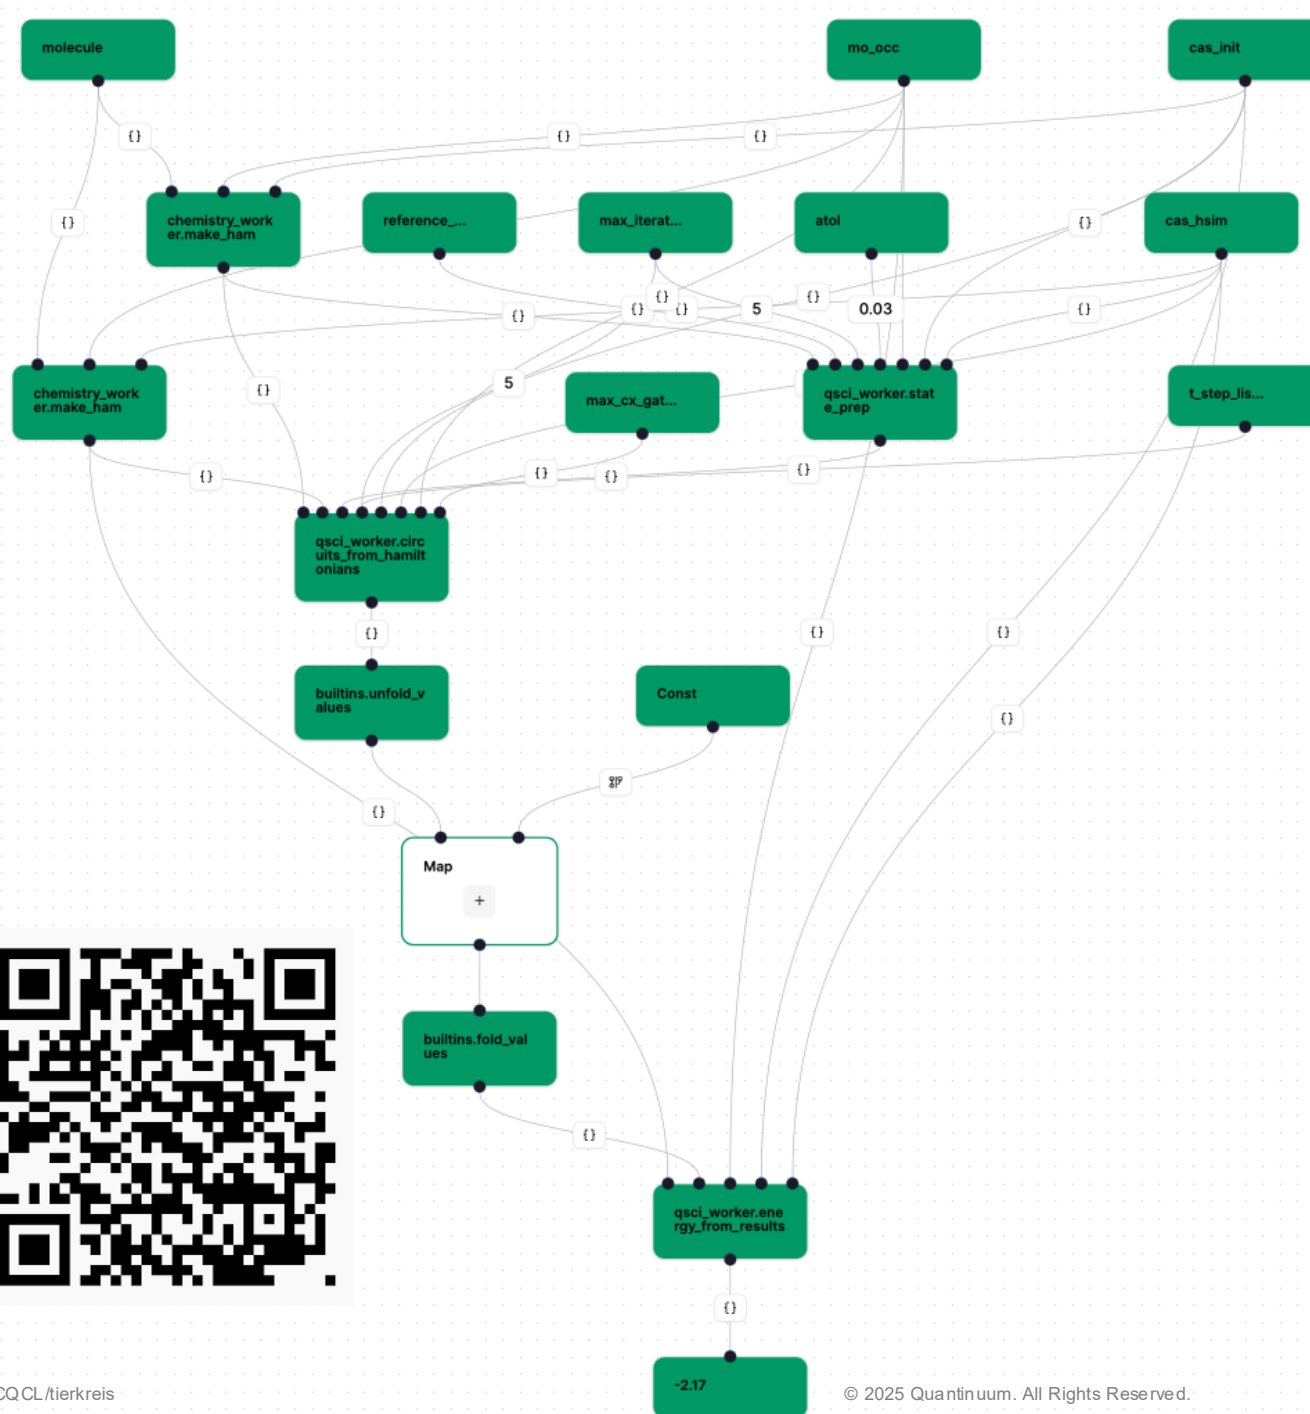 molecule
mo_occ
cas_init
{}
{}
{}
chemistry_work
er.make_ham
reference_...
max_iterat...
atol
cas_hsim
{}
{}
{}
{}
{}
{}
{}
5
0.03
{}
chemistry_work
er.make_ham
{}
5
max_cx_gat...
qsci_worker.stat
e_prep
t_step_lis...
{}
{}
{}
{}
qsci_worker.circ
uits_from_hamilt
onians
{}
{}
{}
builtins.unfold_v
alues
Const
{}
{}
Map
+
builtins.fold_val
ues
{}
qsci_worker.ene
rgy_from_results
{}
-2.17
CQCL/tierkreis
© 2025 Quantinuum. All Rights Reserved.